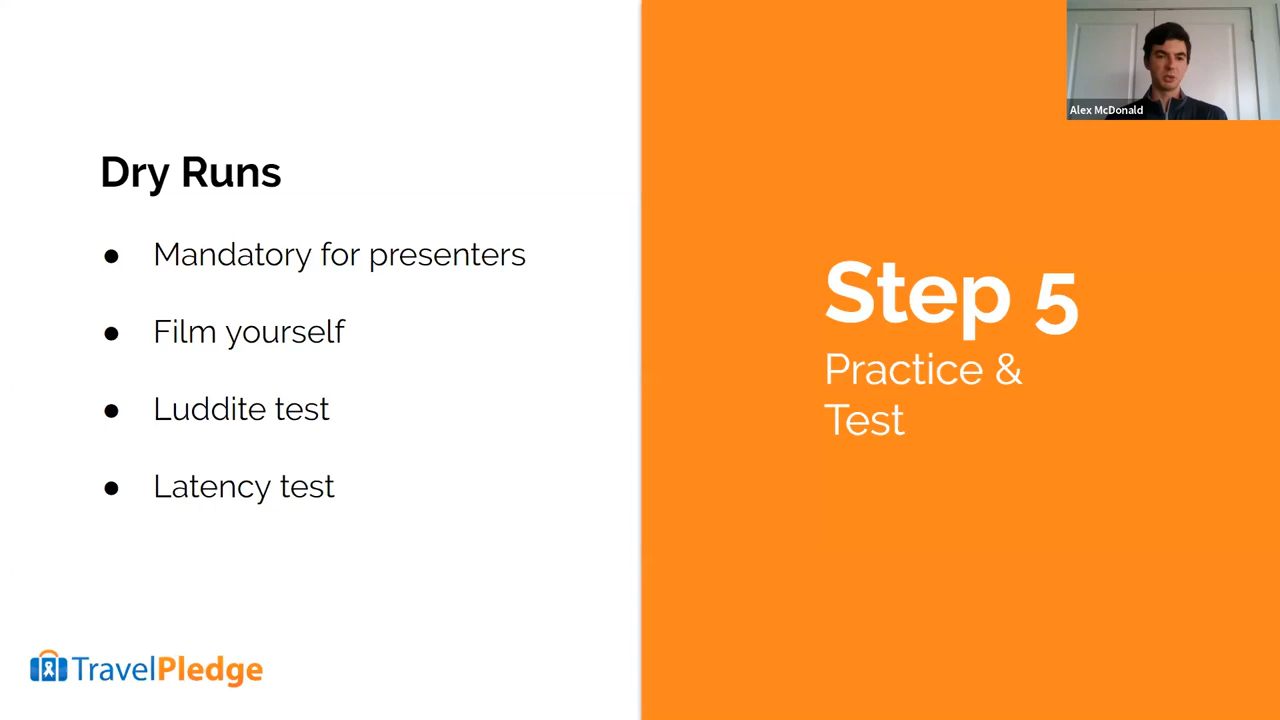 Dry Runs
● Mandatory for presenters
● Film yourself
● Luddite test
● Latency test
TravelPledge
Step 5
Practice &
Test
Alex McDonald